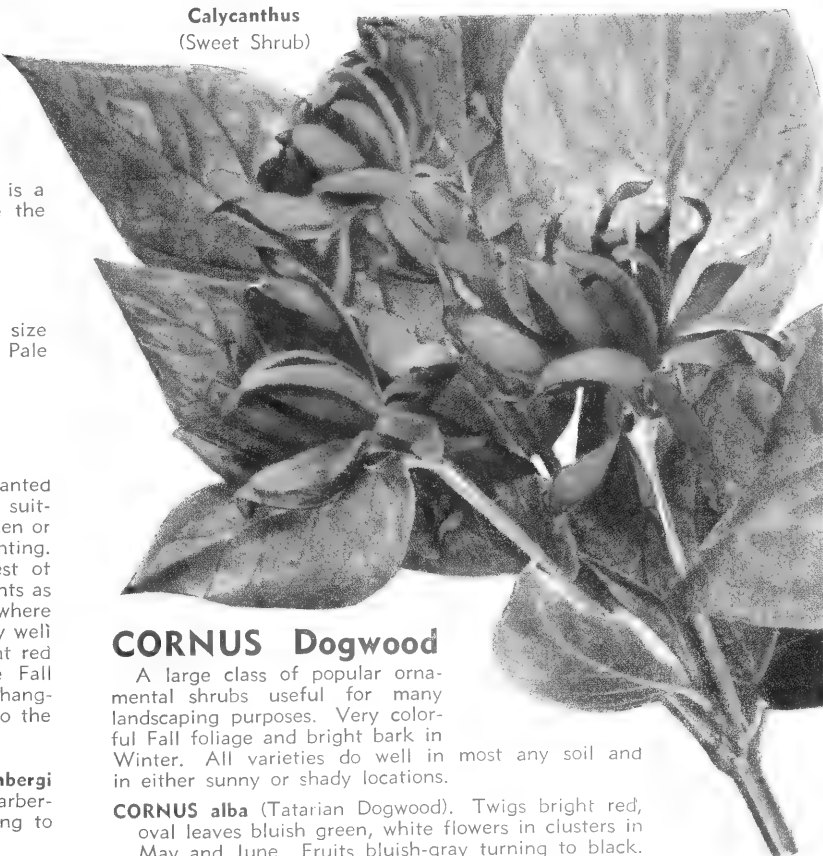 Calycanthus
(Sweet Shrub)
is a
the
size
Pale
anted
suit-
en or
nting.
est of
nts as
where
y well
nt red
Fall
hang-
o the
nbergi
arber-
ng to
CORNUS Dogwood
A large class of popular orna-
mental shrubs useful for many
landscaping purposes. Very color-
ful Fall foliage and bright bark in
Winter. All varieties do well in most any soil and
in either sunny or shady locations.
CORNUS alba (Tatarian Dogwood). Twigs bright red,
oval leaves bluish green, white flowers in clusters in
May and June. Fruits bluish-gray turning to black.